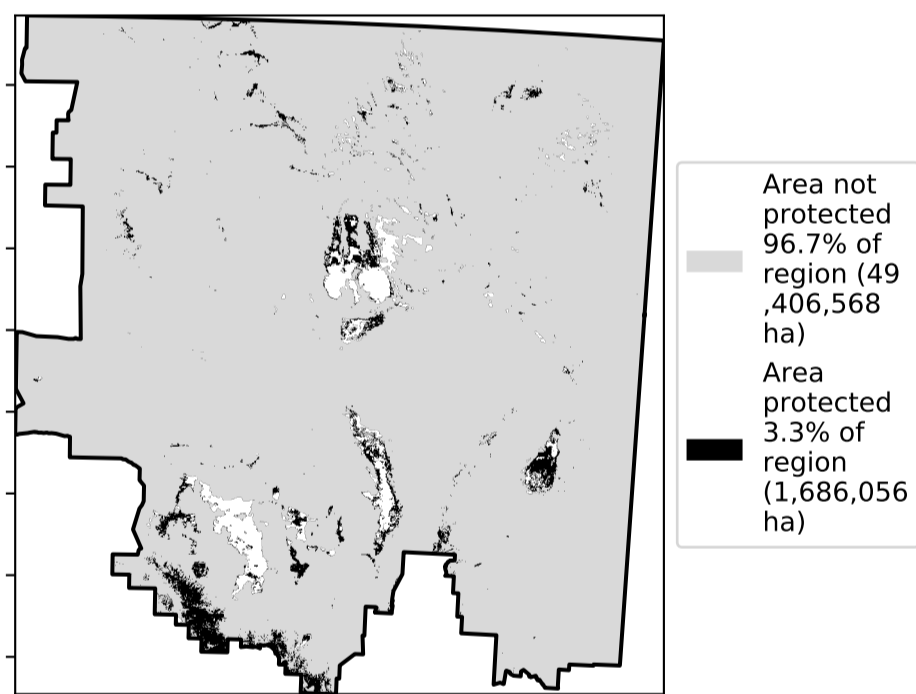 Area not
protected
96.7% of
region (49
,406,568
ha)
Area
protected
3.3% of
region
(1,686,056
ha)